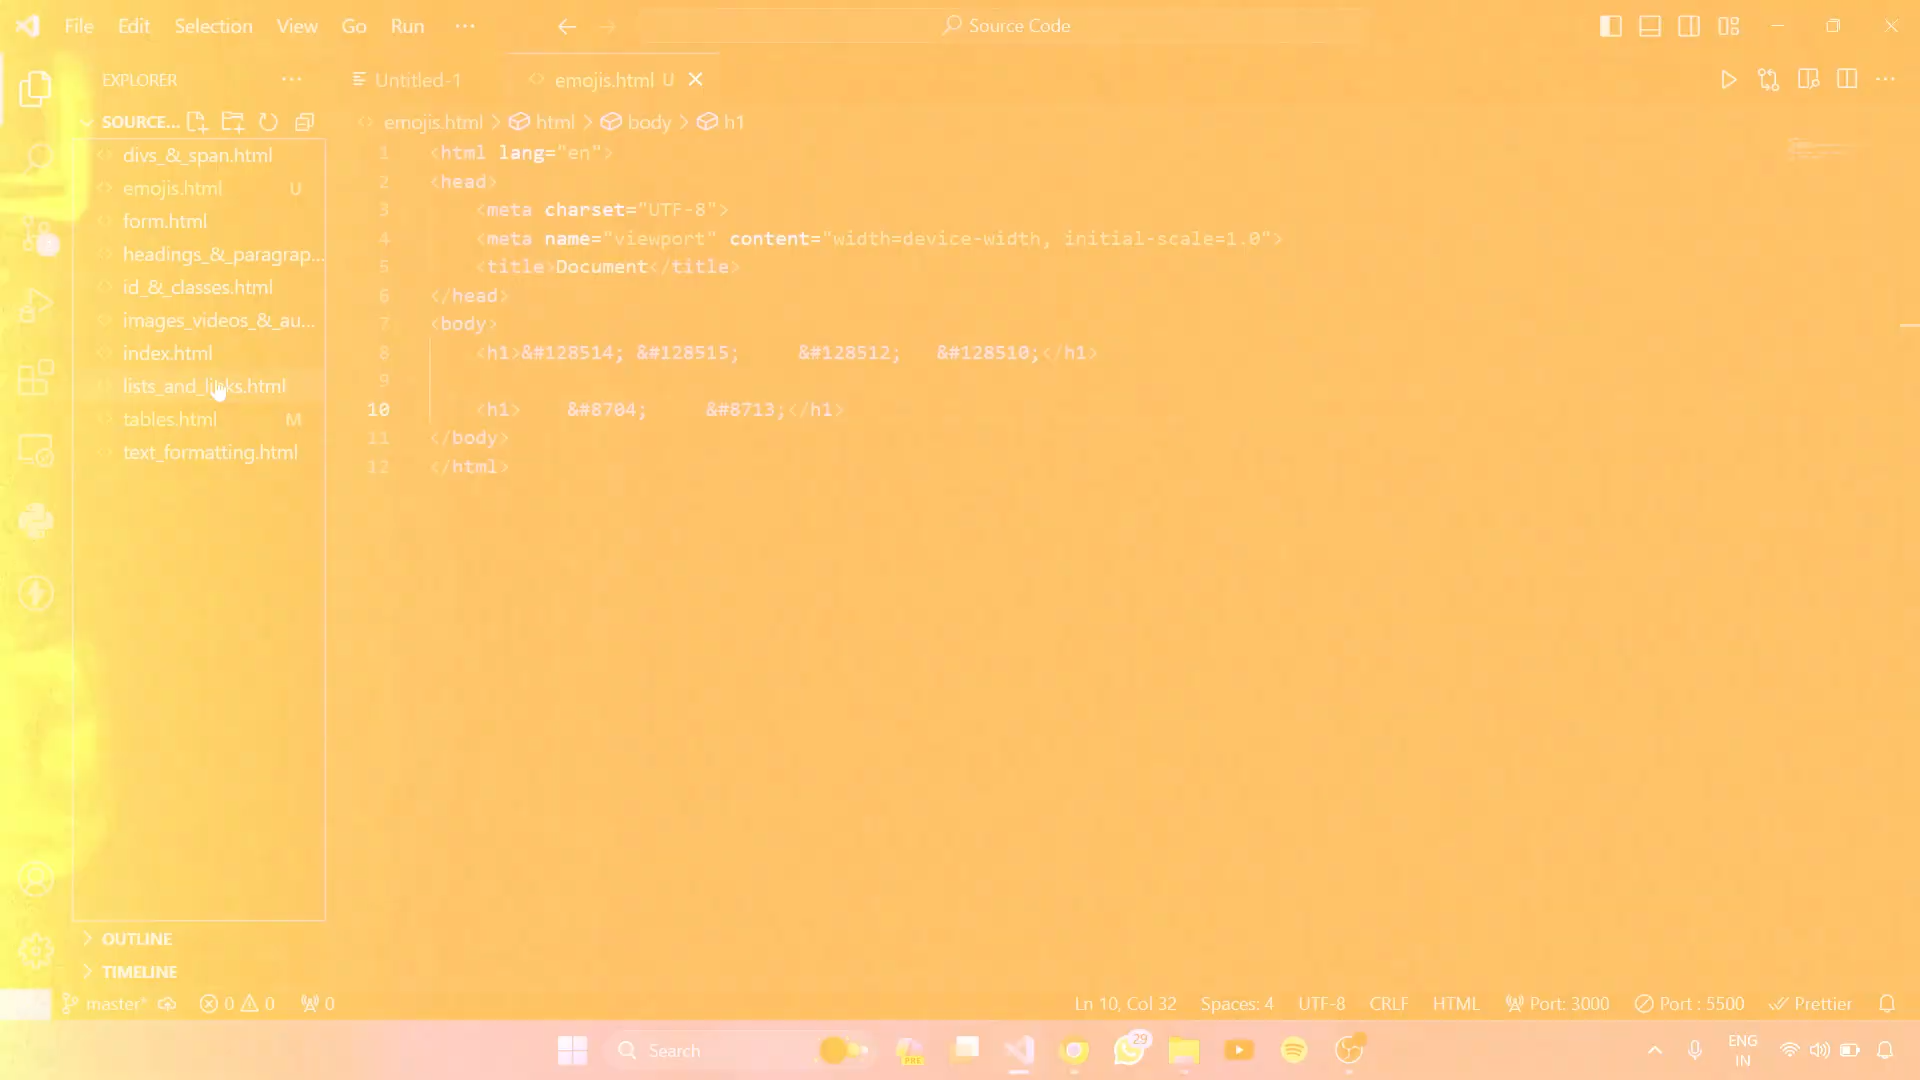 File Edit Selection View Go Run ··· Source Code
EXPLORER ···
Untitled-1 emojis.html U
SOURCE...
emojis.html > html > body > h1
divs_&_span.html
emojis.html U
form.html
headings_&_paragrap...
id_&_classes.html
images_videos_&_au...
index.html
lists_and_links.html
tables.html M
text_formatting.html
OUTLINE
TIMELINE
1 <html lang="en">
2 <head>
3 <meta charset="UTF-8">
4 <meta name="viewport" content="width=device-width, initial-scale=1.0">
5 <title>Document</title>
6 </head>
7 <body>
8 <h1>&#128514; &#128515; &#128512; &#128510;</h1>
9
10 <h1> &#8704; &#8713;</h1>
11 </body>
12 </html>
master* 0 0 0 Ln 10, Col 32 Spaces: 4 UTF-8 CRLF HTML Port: 3000 Port : 5500 Prettier
Search PRE 29 ENG
IN